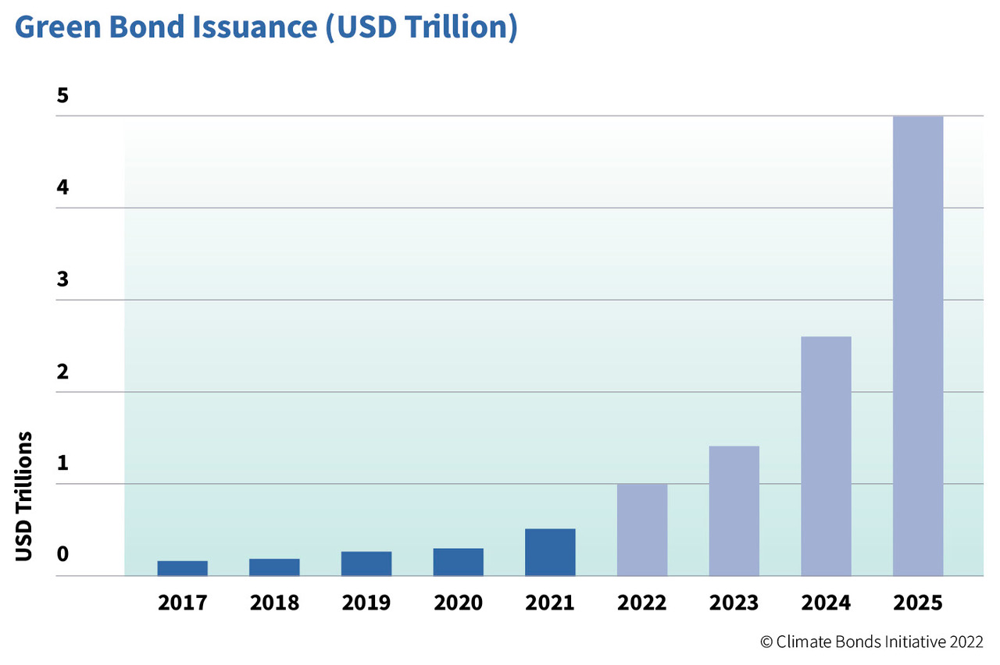 Green Bond Issuance (USD Trillion)
5
4
3
2
1
0
USD Trillions
2017 2018 2019 2020 2021 2022 2023 2024 2025
© Climate Bonds Initiative 2022